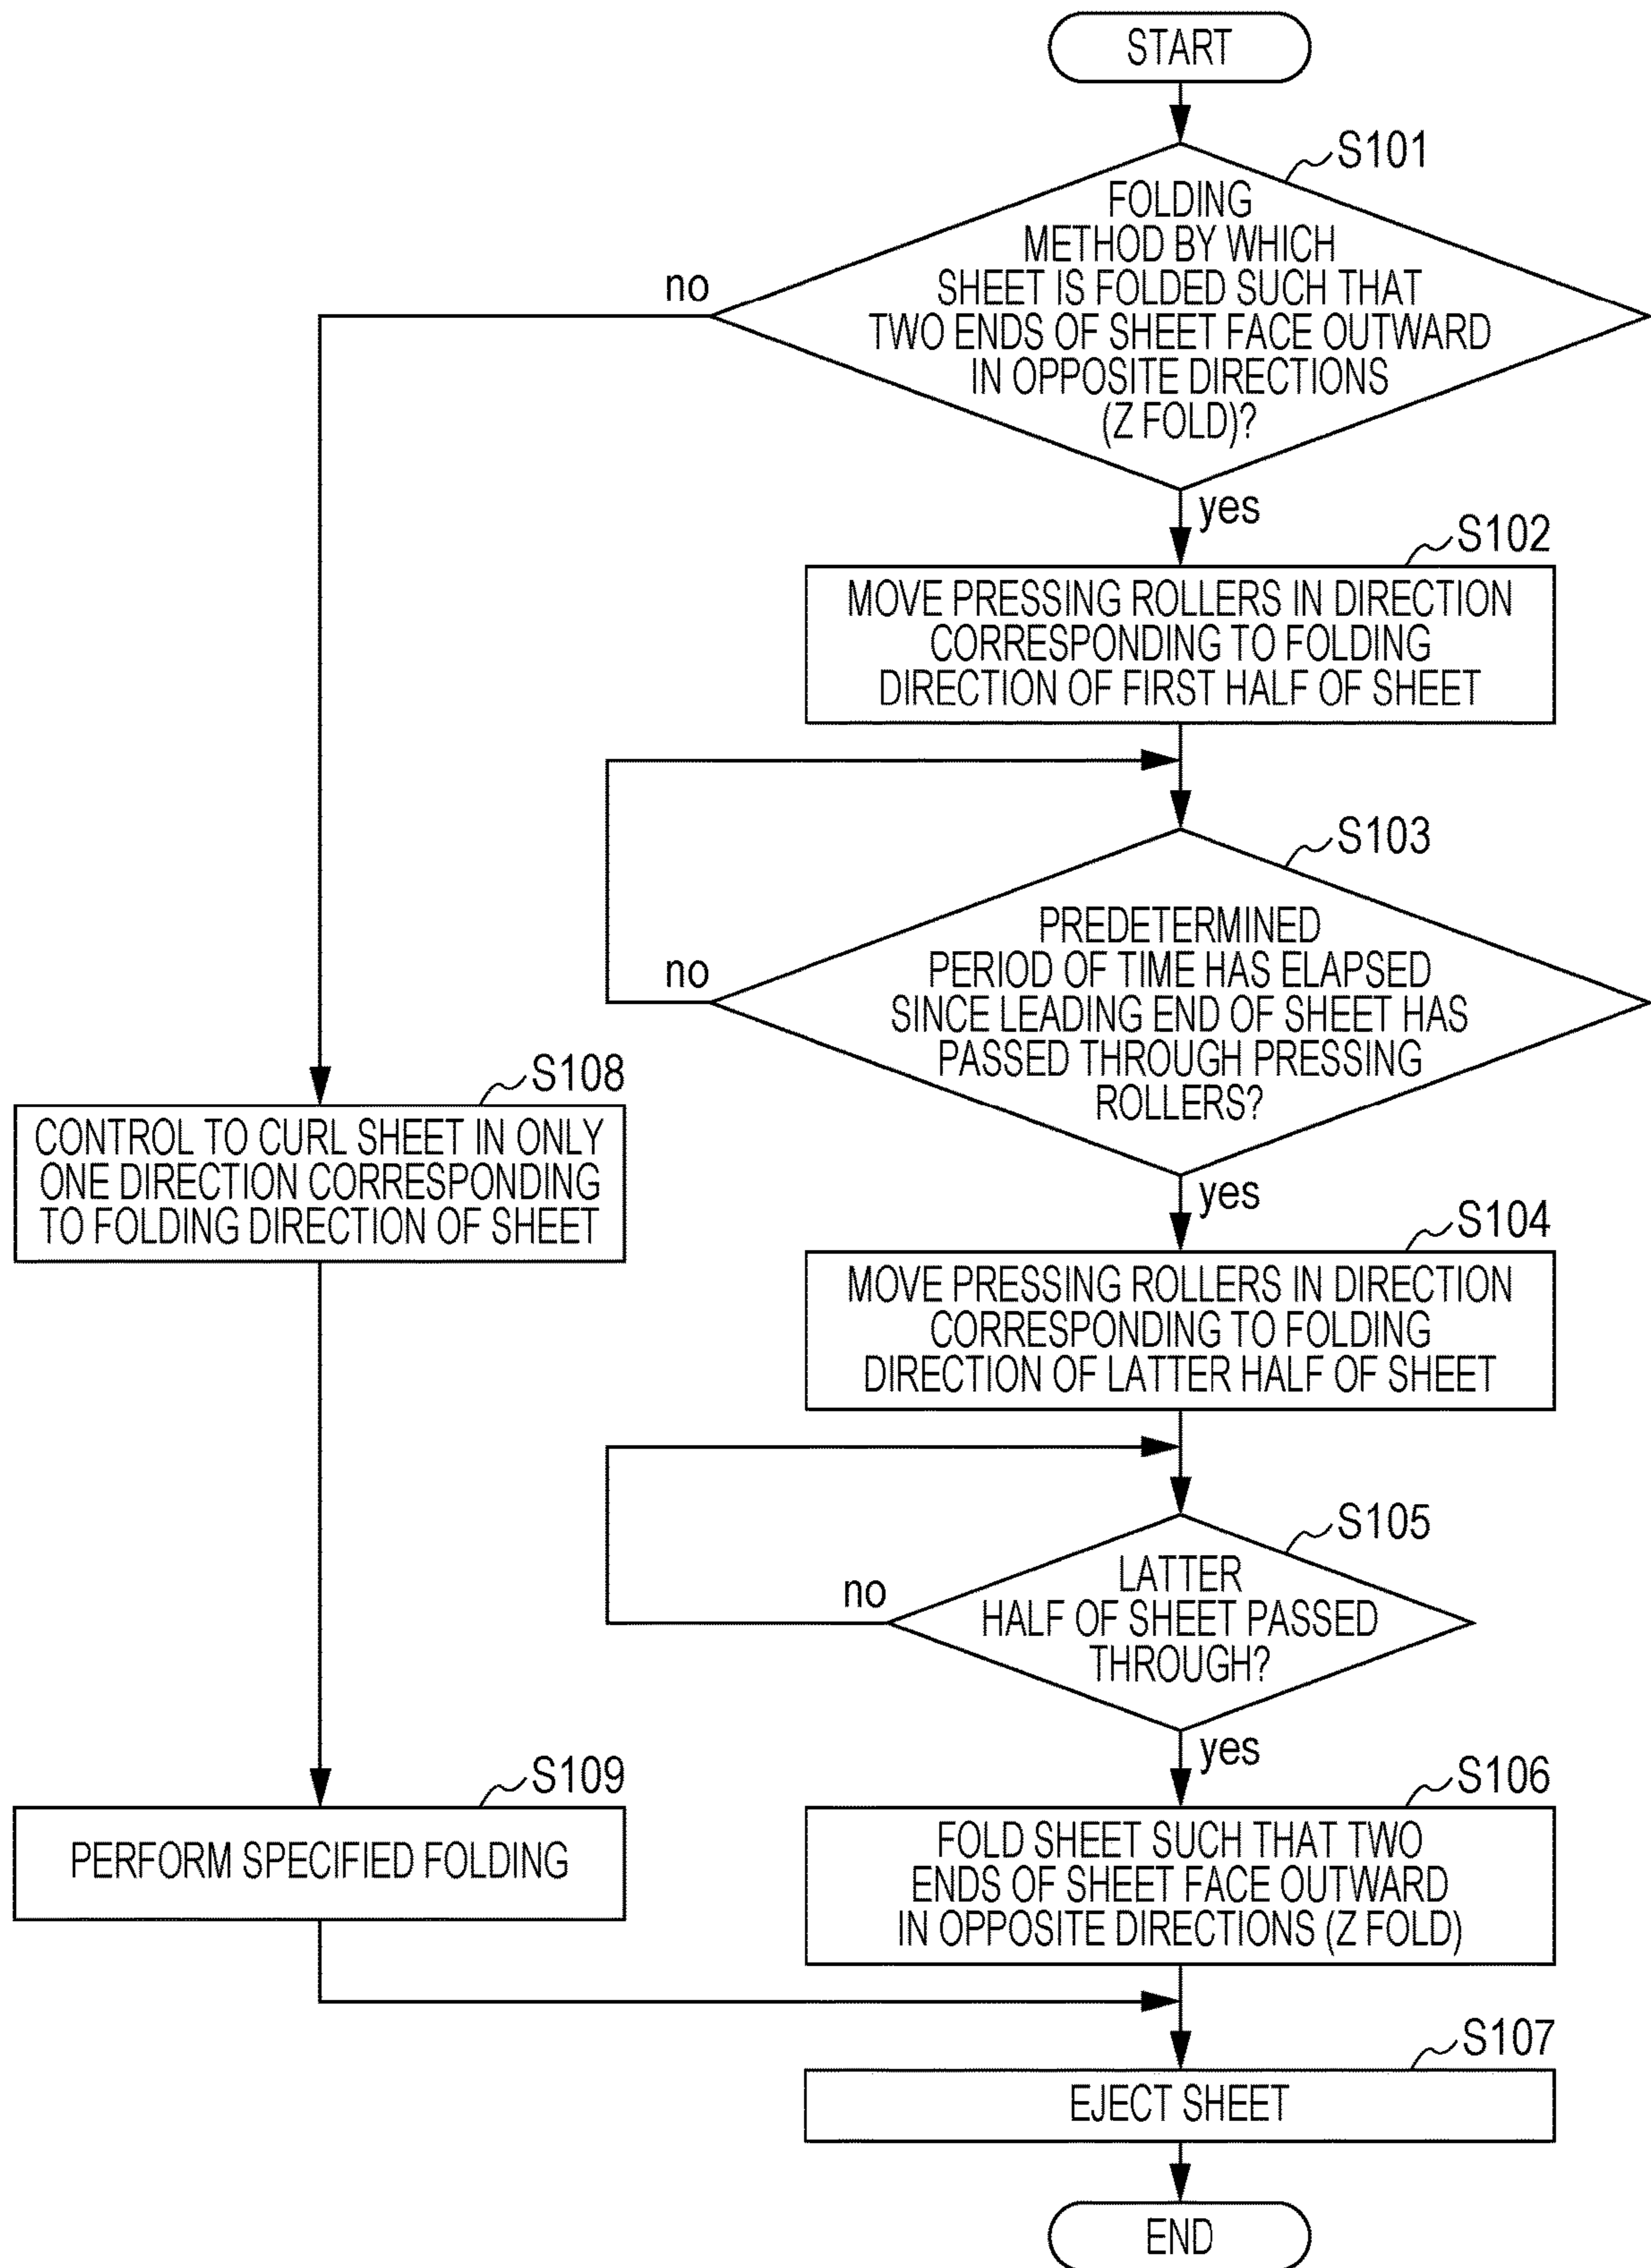 START
S101
FOLDING
METHOD BY WHICH
SHEET IS FOLDED SUCH THAT
TWO ENDS OF SHEET FACE OUTWARD
IN OPPOSITE DIRECTIONS
(Z FOLD)?
no
yes
S102
MOVE PRESSING ROLLERS IN DIRECTION
CORRESPONDING TO FOLDING
DIRECTION OF FIRST HALF OF SHEET
S103
PREDETERMINED
PERIOD OF TIME HAS ELAPSED
SINCE LEADING END OF SHEET HAS
PASSED THROUGH PRESSING
ROLLERS?
no
yes
S108
CONTROL TO CURL SHEET IN ONLY
ONE DIRECTION CORRESPONDING
TO FOLDING DIRECTION OF SHEET
S104
MOVE PRESSING ROLLERS IN DIRECTION
CORRESPONDING TO FOLDING
DIRECTION OF LATTER HALF OF SHEET
S105
LATTER
HALF OF SHEET PASSED
THROUGH?
no
yes
S109
PERFORM SPECIFIED FOLDING
S106
FOLD SHEET SUCH THAT TWO
ENDS OF SHEET FACE OUTWARD
IN OPPOSITE DIRECTIONS (Z FOLD)
S107
EJECT SHEET
END